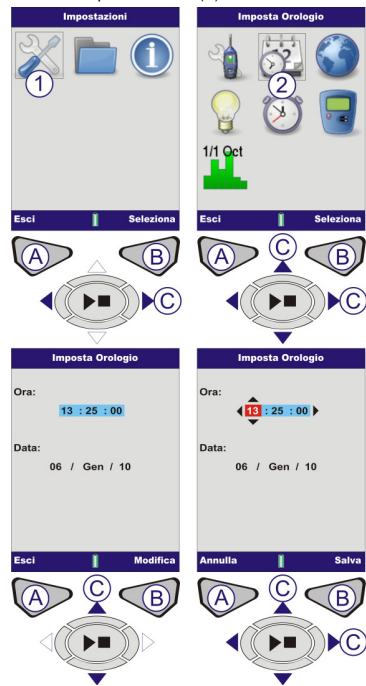 Impostazioni
1
Esci Seleziona
A B
C
Imposta Orologio
2
1/1 Oct
Esci Seleziona
C
A B
C
Imposta Orologio
Ora:
13 : 25 : 00
Data:
06 / Gen / 10
Esci Modifica
C
A B
Imposta Orologio
Ora:
13 : 25 : 00
Data:
06 / Gen / 10
Annulla Salva
C
A B
C